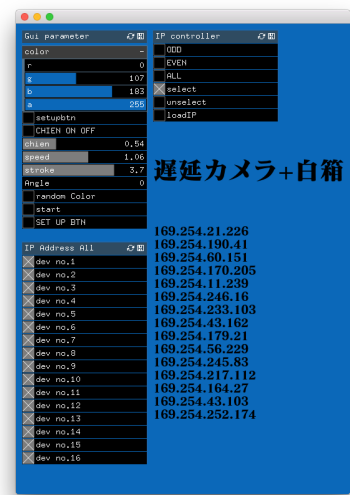 Gui parameter
color -
r 0
g 107
b 183
a 255
setupbtn
CHIEN ON OFF
chien 0.54
speed 1.06
stroke 3.7
Angle 0
random Color
start
SET UP BTN
IP Address All
dev no.1
dev no.2
dev no.3
dev no.4
dev no.5
dev no.6
dev no.7
dev no.8
dev no.9
dev no.10
dev no.11
dev no.12
dev no.13
dev no.14
dev no.15
dev no.16
IP controller
ODD
EVEN
ALL
select
unselect
loadIP
遅延カメラ+白箱
169.254.21.226
169.254.190.41
169.254.60.151
169.254.170.205
169.254.11.239
169.254.246.16
169.254.233.103
169.254.43.162
169.254.179.21
169.254.56.229
169.254.245.83
169.254.217.112
169.254.164.27
169.254.43.103
169.254.252.174